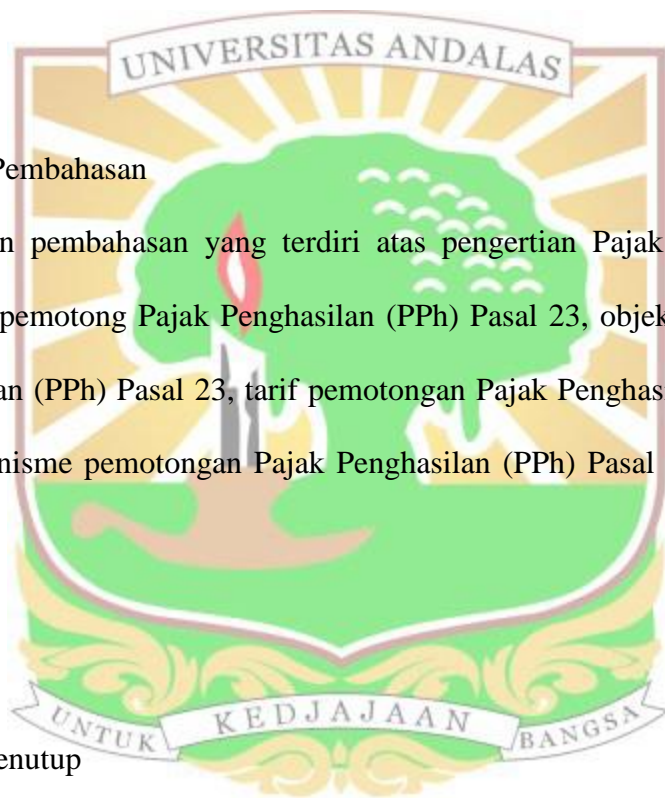 UNIVERSITAS ANDALAS
Pembahasan
n pembahasan yang terdiri atas pengertian Pajak
pemotong Pajak Penghasilan (PPh) Pasal 23, objek
an (PPh) Pasal 23, tarif pemotongan Pajak Penghas
nisme pemotongan Pajak Penghasilan (PPh) Pasal
UNTUK KEDJAJAAN BANGSA
enutup